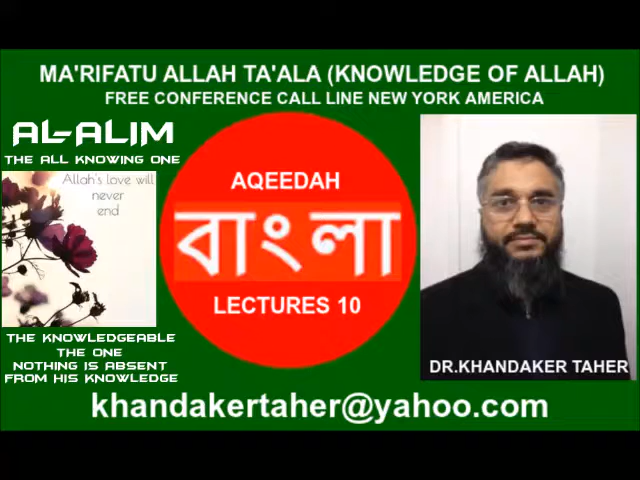 MA'RIFATU ALLAH TA'ALA (KNOWLEDGE OF ALLAH)
FREE CONFERENCE CALL LINE NEW YORK AMERICA
AL-ALIM
THE ALL KNOWING ONE
Allah's love will
never
end
THE KNOWLEDGEABLE
THE ONE
NOTHING IS ABSENT
FROM HIS KNOWLEDGE
AQEEDAH
বাংলা
LECTURES 10
DR.KHANDAKER TAHER
khandakertaher@yahoo.com